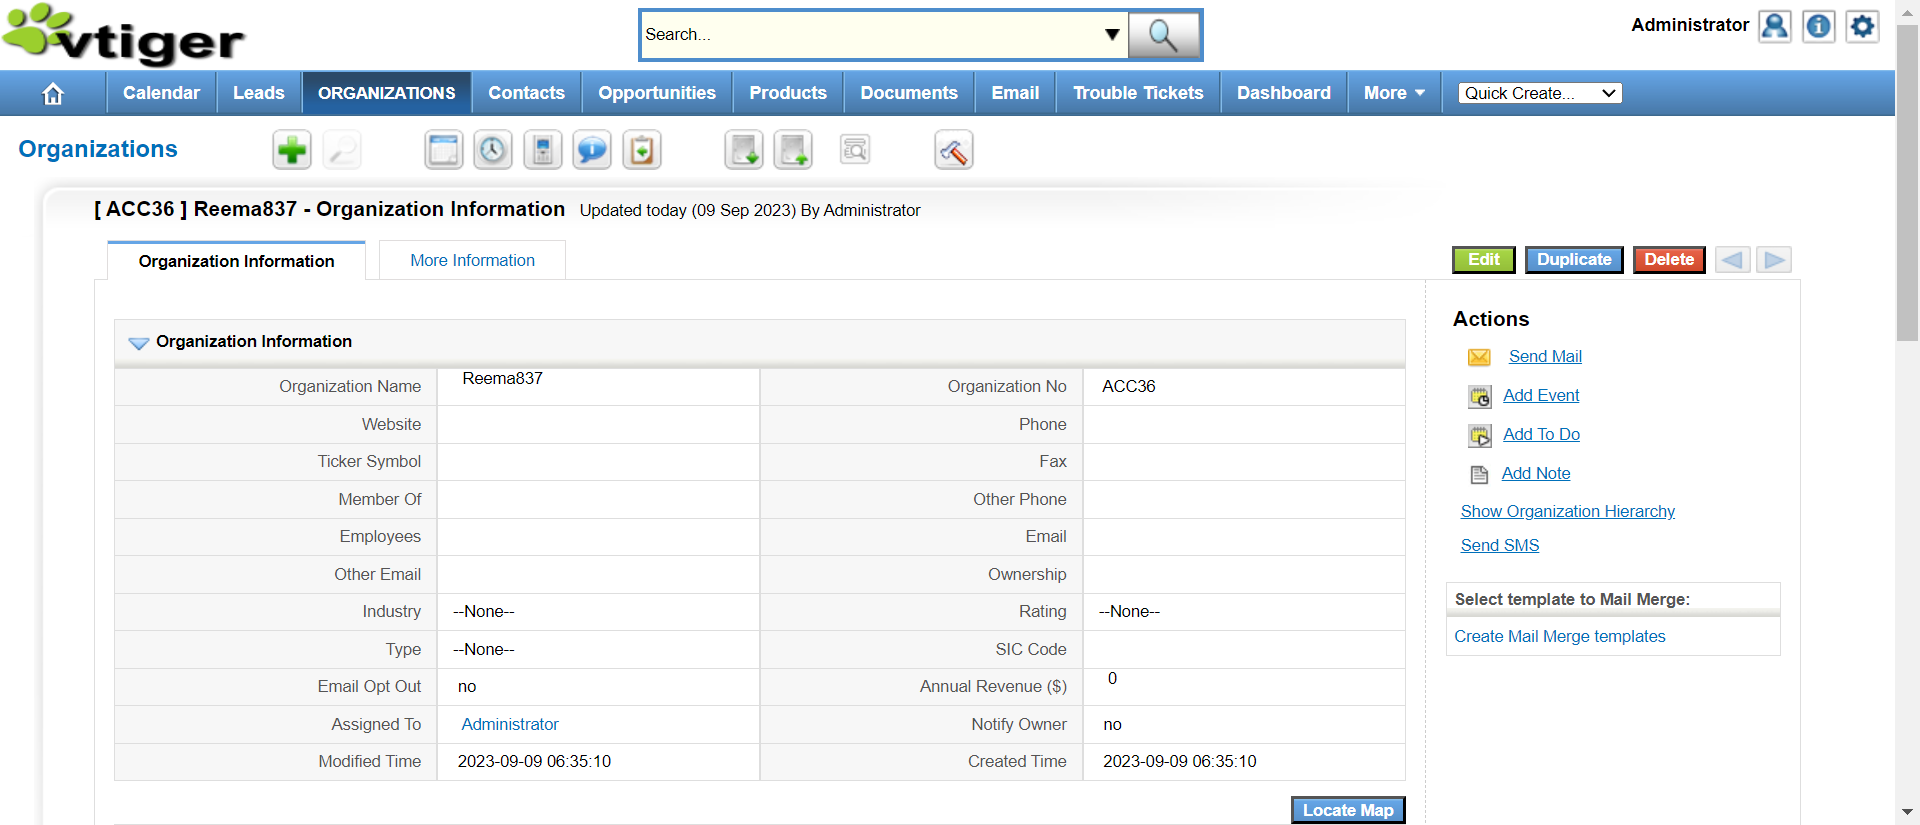 vtiger
Search...
Administrator
Calendar Leads ORGANIZATIONS Contacts Opportunities Products Documents Email Trouble Tickets Dashboard More Quick Create...
Organizations
[ ACC36 ] Reema837 - Organization Information Updated today (09 Sep 2023) By Administrator
Organization Information More Information Edit Duplicate Delete
Organization Information
Organization Name Reema837 Organization No ACC36
Website Phone
Ticker Symbol Fax
Member Of Other Phone
Employees Email
Other Email Ownership
Industry --None-- Rating --None--
Type --None-- SIC Code
Email Opt Out no Annual Revenue ($) 0
Assigned To Administrator Notify Owner no
Modified Time 2023-09-09 06:35:10 Created Time 2023-09-09 06:35:10
Locate Map
Actions
Send Mail
Add Event
Add To Do
Add Note
Show Organization Hierarchy
Send SMS
Select template to Mail Merge:
Create Mail Merge templates